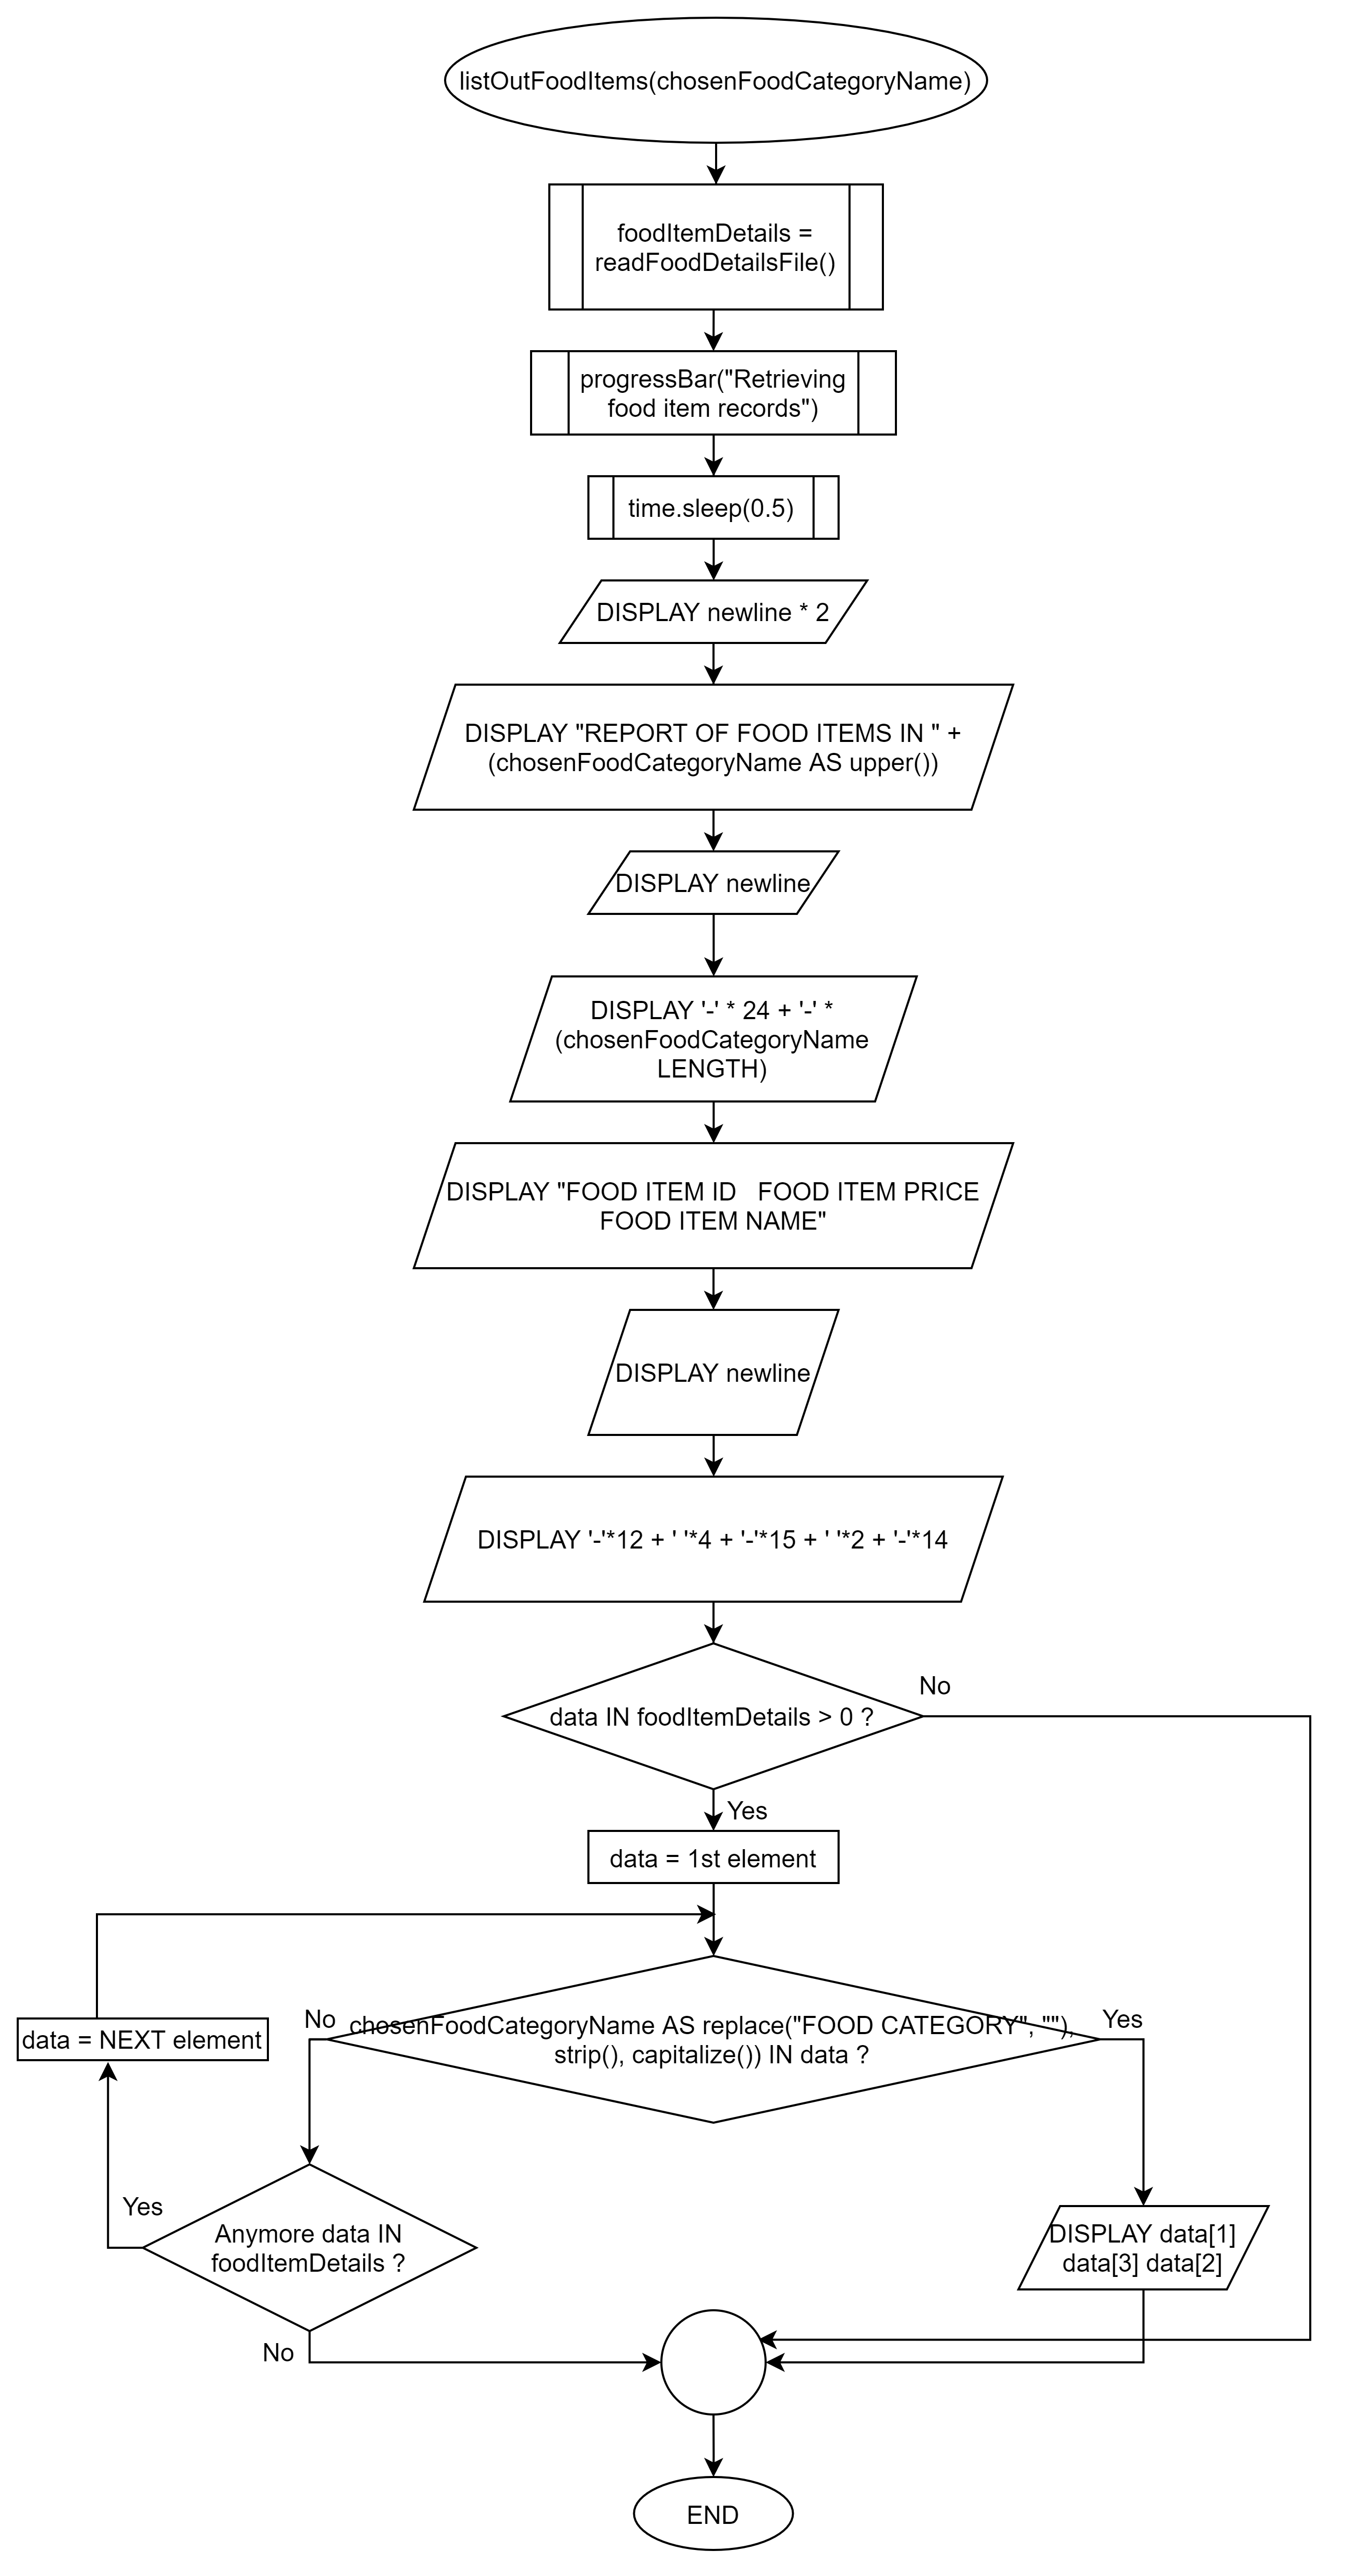 listOutFoodItems(chosenFoodCategoryName)
foodItemDetails =
readFoodDetailsFile()
progressBar("Retrieving
food item records")
time.sleep(0.5)
DISPLAY newline * 2
DISPLAY "REPORT OF FOOD ITEMS IN " +
(chosenFoodCategoryName AS upper())
DISPLAY newline
DISPLAY '-' * 24 + '-' *
(chosenFoodCategoryName
LENGTH)
DISPLAY "FOOD ITEM ID   FOOD ITEM PRICE
FOOD ITEM NAME"
DISPLAY newline
DISPLAY '-'*12 + ' '*4 + '-'*15 + ' '*2 + '-'*14
No
data IN foodItemDetails > 0 ?
Yes
data = 1st element
No
chosenFoodCategoryName AS replace("FOOD CATEGORY", ""),
strip(), capitalize()) IN data ?
Yes
data = NEXT element
Yes
Anymore data IN
foodItemDetails ?
DISPLAY data[1]
data[3] data[2]
No
END